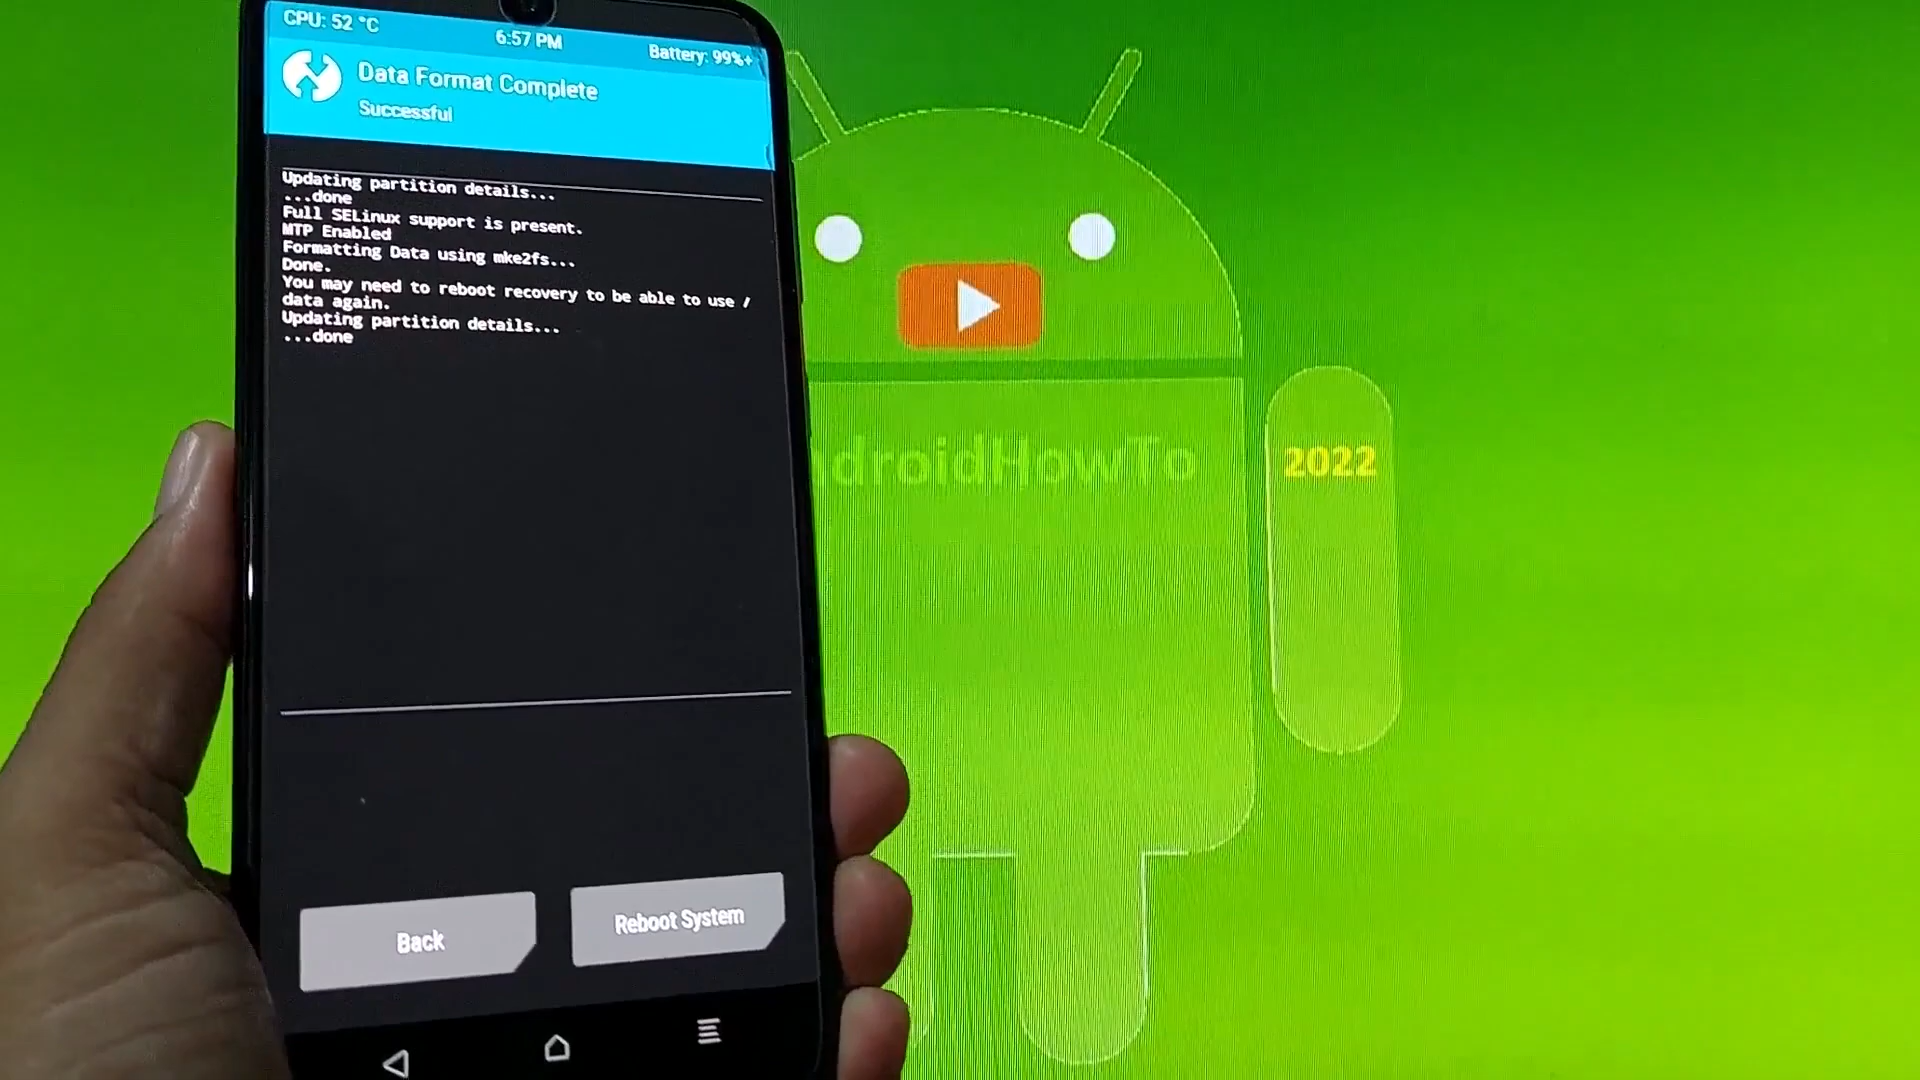 CPU: 52 °C
6:57 PM
Battery: 99%+
Data Format Complete
Successful
Updating partition details...
...done
Full SELinux support is present.
MTP Enabled
Formatting Data using mke2fs...
Done.
You may need to reboot recovery to be able to use /
data again.
Updating partition details...
...done
Back
Reboot System
droidHowTo
2022